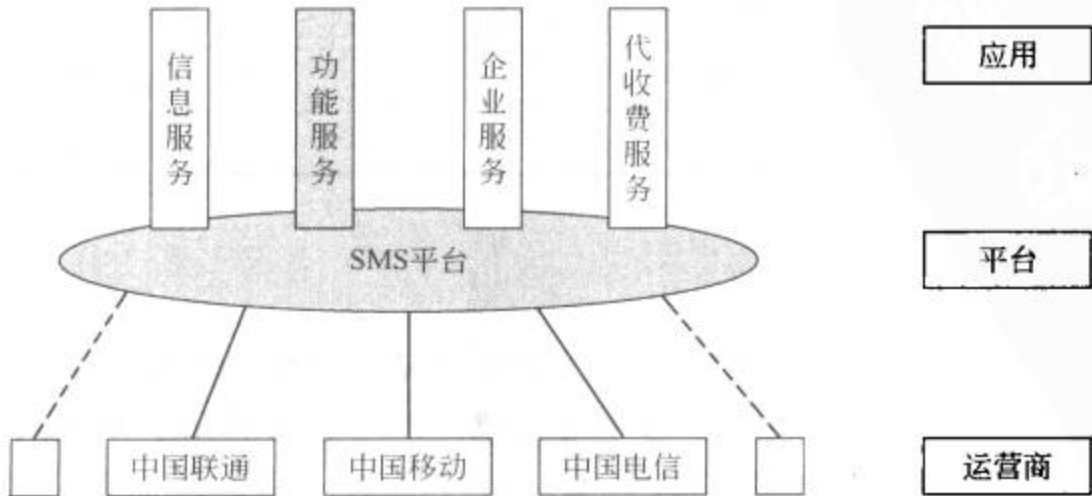 信息服务
功能服务
企业服务
代收费服务
应用
SMS平台
平台
中国联通
中国移动
中国电信
运营商